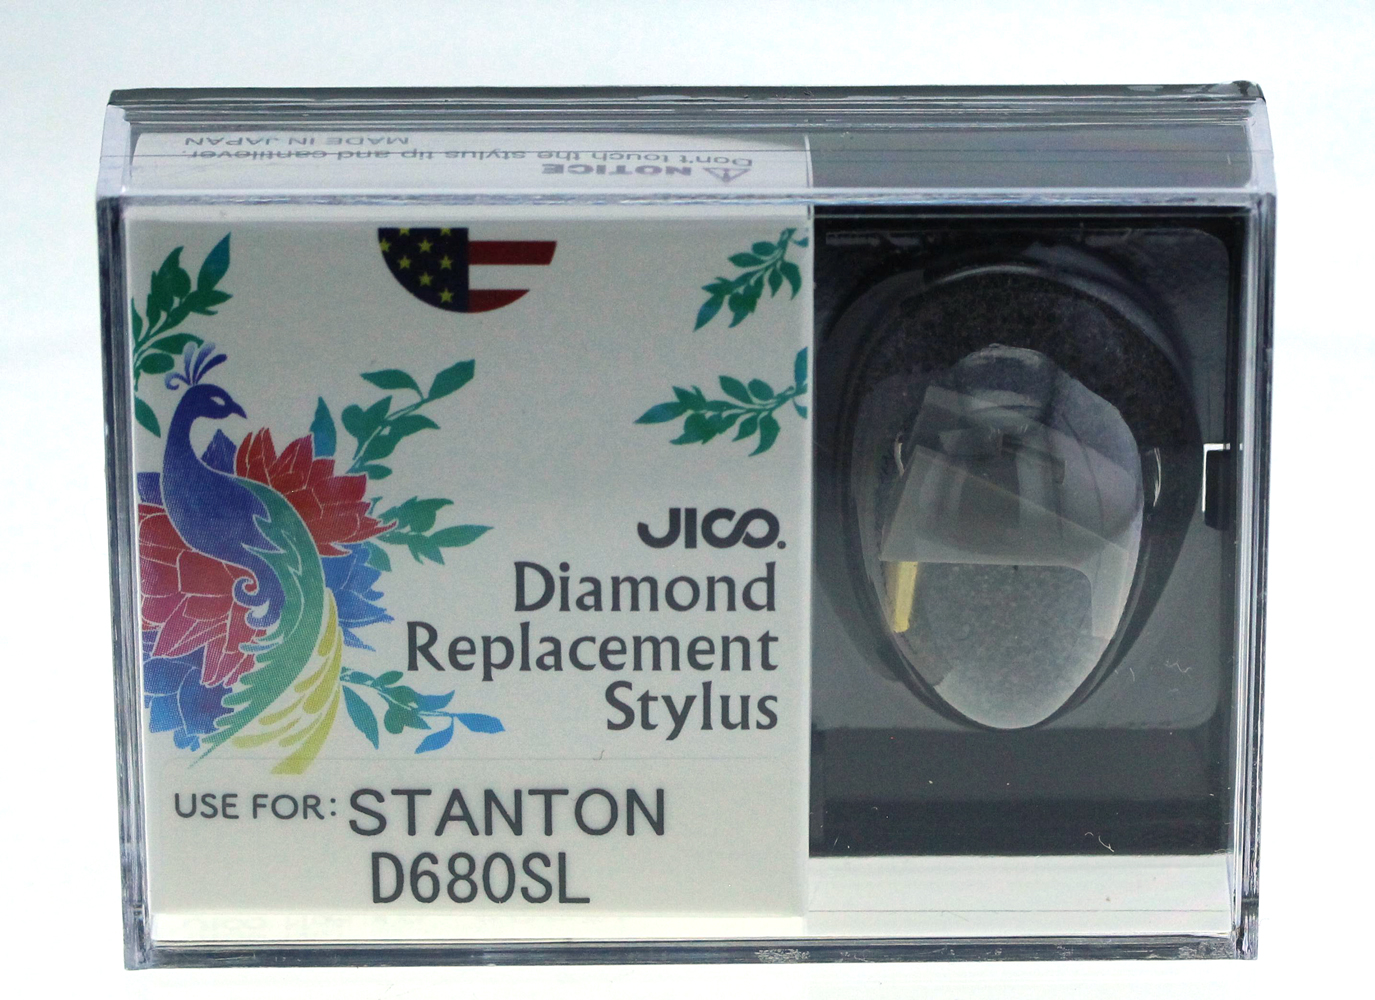 MADE IN JAPAN
Don't touch the stylus tip and cantilever.
⚠NOTICE
JICO.
Diamond
Replacement
Stylus
USE FOR: STANTON
D680SL